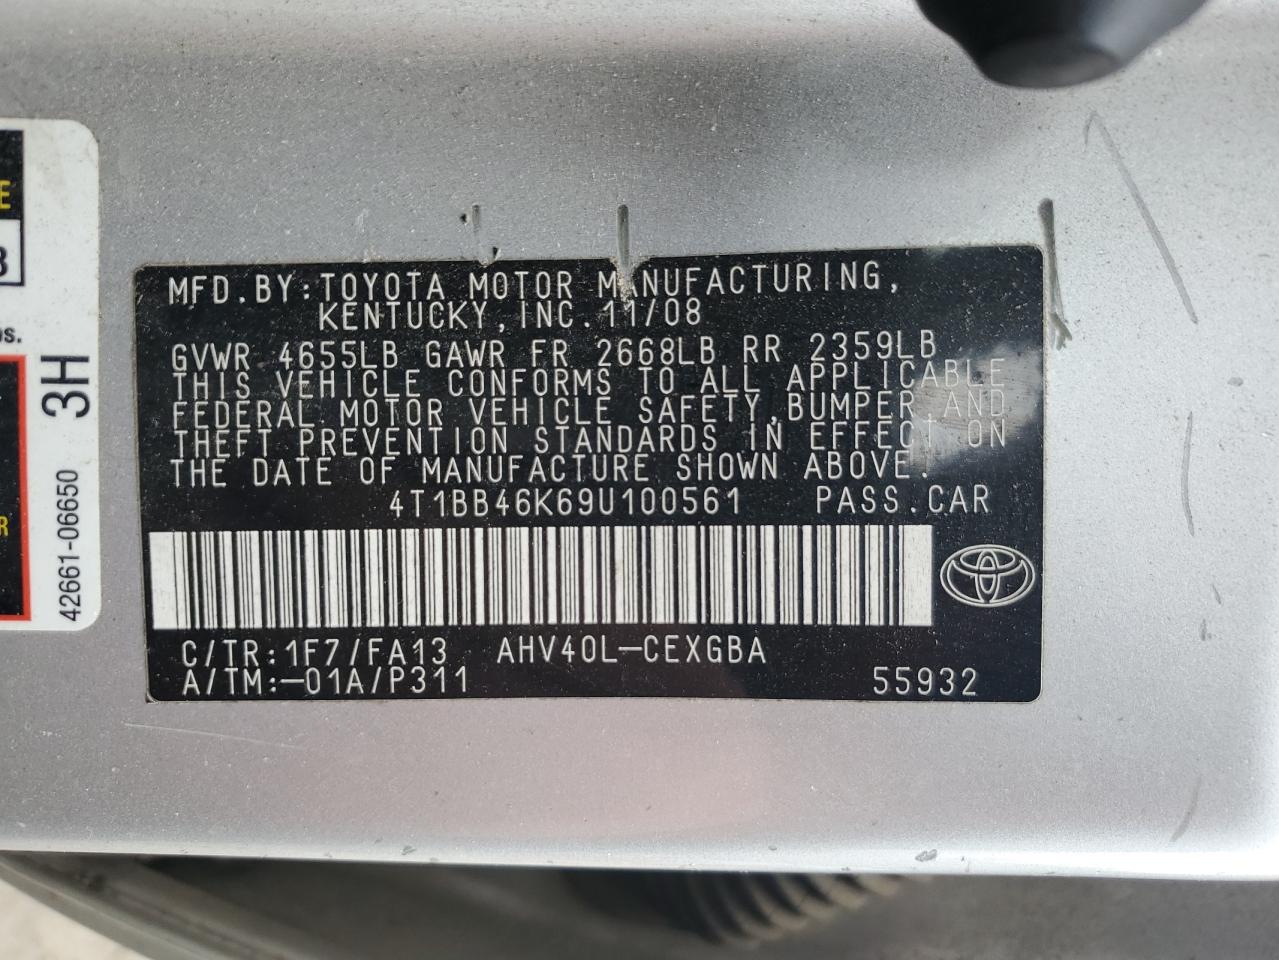 MFD.BY:TOYOTA MOTOR MANUFACTURING,
KENTUCKY,INC. 11/08
GVWR 4655LB GAWR FR 2668LB RR 2359LB
THIS VEHICLE CONFORMS TO ALL APPLICABLE
FEDERAL MOTOR VEHICLE SAFETY,BUMPER,AND
THEFT PREVENTION STANDARDS IN EFFECT ON
THE DATE OF MANUFACTURE SHOWN ABOVE.
4T1BB46K69U100561 PASS.CAR
C/TR:1F7/FA13 AHV40L-CEXGBA
A/TM:-01A/P311 55932
3H
42661-06650